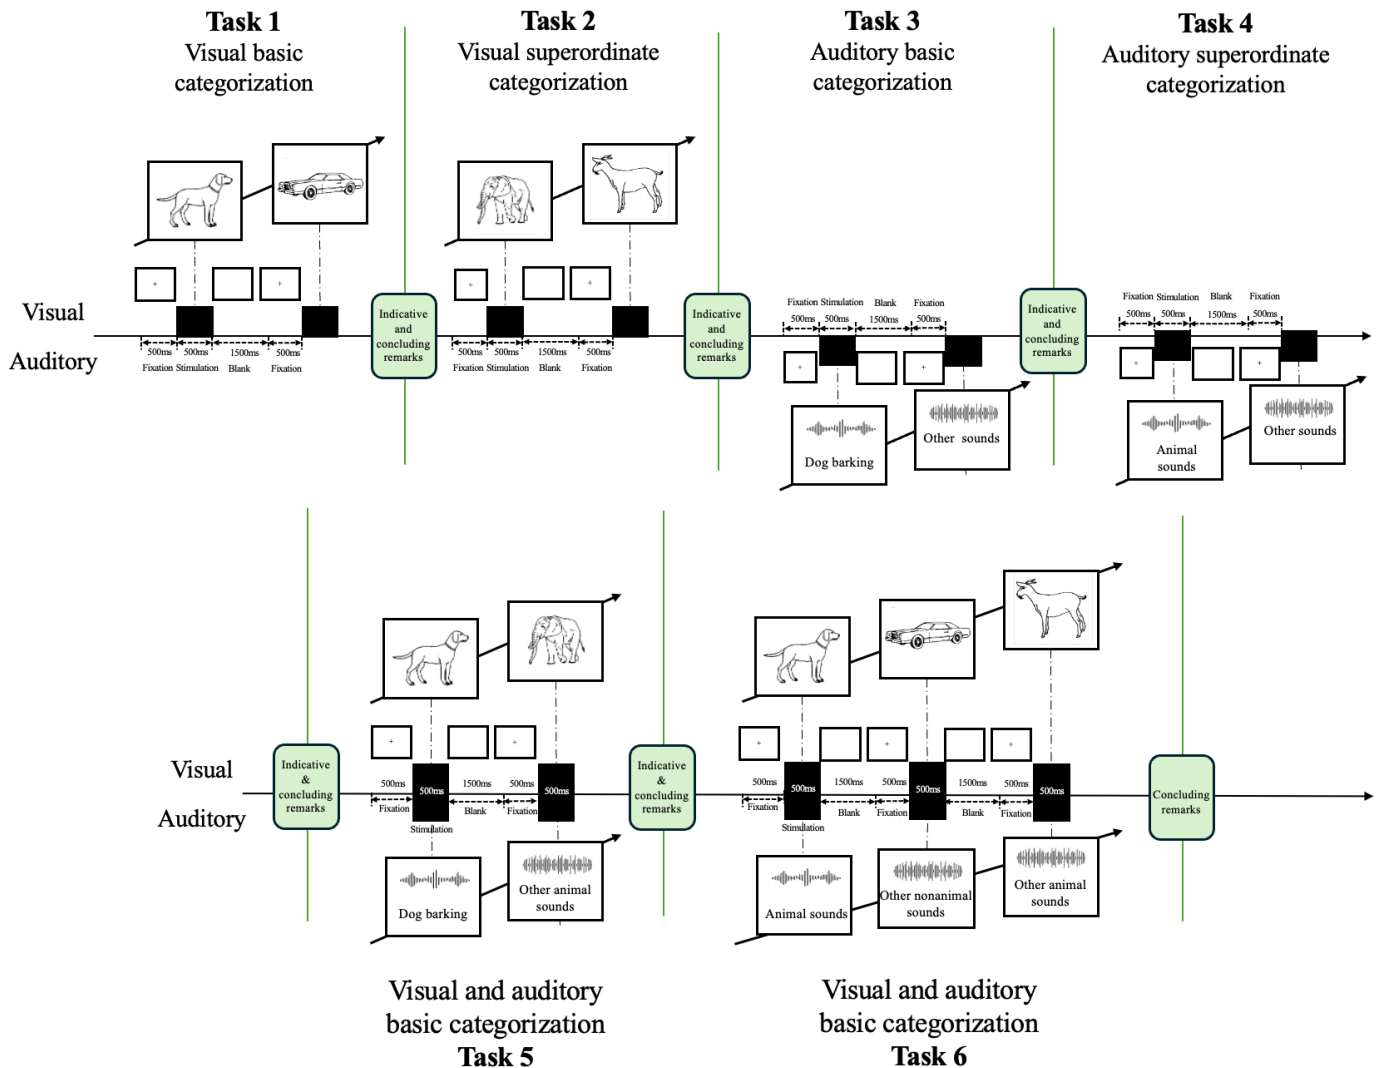 Task 1
Visual basic
categorization
Task 2
Visual superordinate
categorization
Task 3
Auditory basic
categorization
Task 4
Auditory superordinate
categorization
Visual
Auditory
500ms 500ms 1500ms 500ms
Fixation Stimulation Blank Fixation
Indicative
and
concluding
remarks
500ms 500ms 1500ms 500ms
Fixation Stimulation Blank Fixation
Indicative
and
concluding
remarks
Fixation Stimulation Blank Fixation
500ms 500ms 1500ms 500ms
Dog barking
Other sounds
Indicative
and
concluding
remarks
Fixation Stimulation Blank Fixation
500ms 500ms 1500ms 500ms
Animal
sounds
Other sounds
Visual
Auditory
Indicative
&
concluding
remarks
500ms 500ms 1500ms 500ms 500ms
Fixation Blank Fixation
Stimulation
Dog barking
Other animal
sounds
Indicative
&
concluding
remarks
500ms 500ms 1500ms 500ms 500ms 1500ms 500ms 500ms
Fixation Blank Fixation Blank Fixation
Stimulation
Animal sounds
Other nonanimal
sounds
Other animal
sounds
Concluding
remarks
Visual and auditory
basic categorization
Task 5
Visual and auditory
basic categorization
Task 6